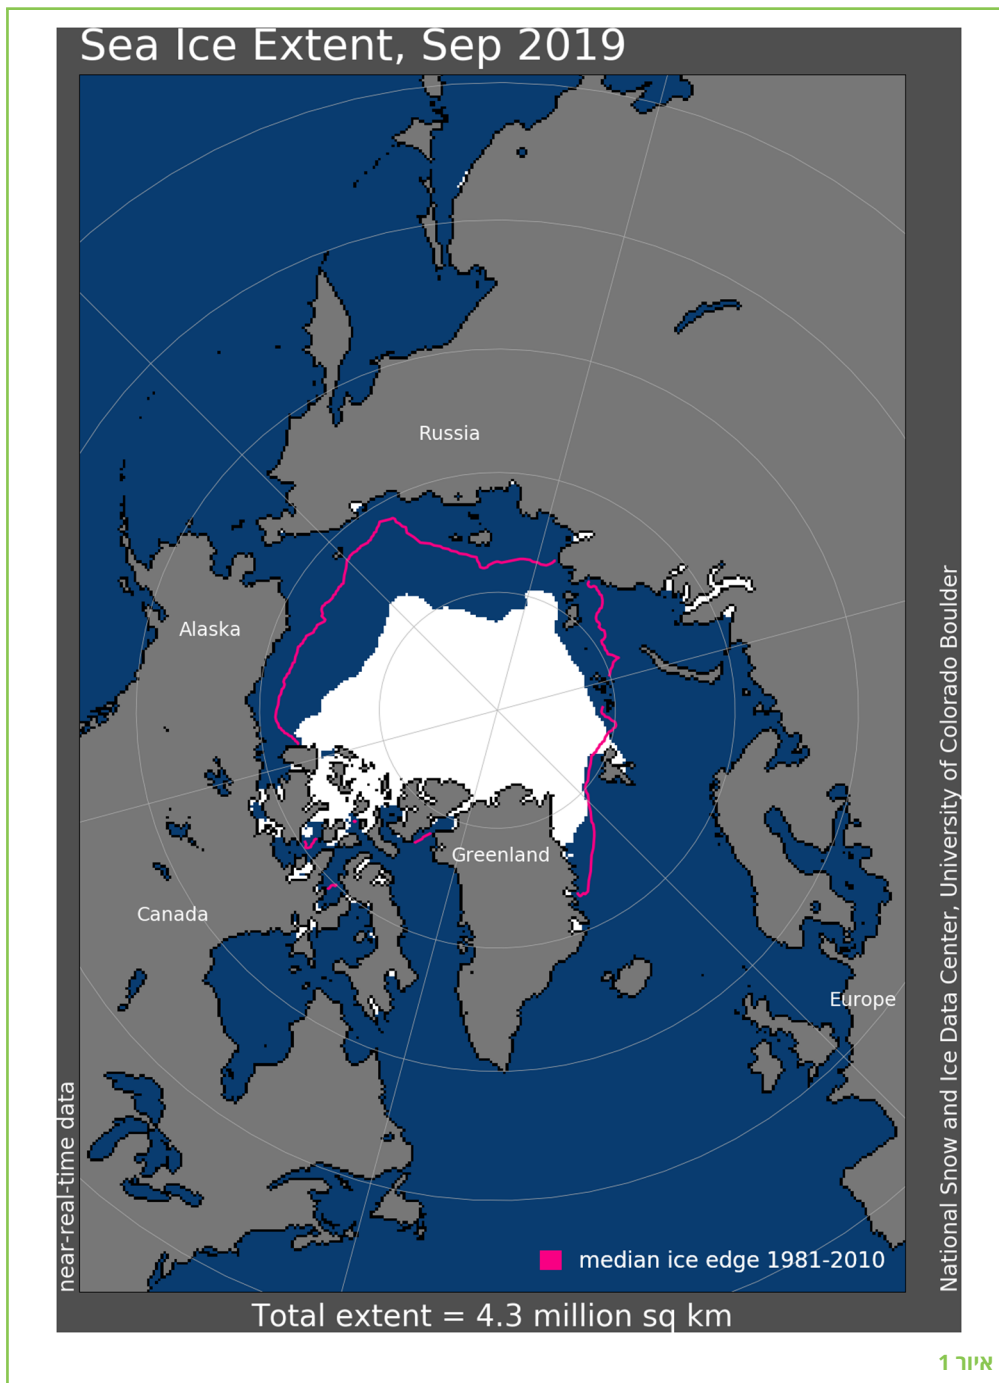 Sea Ice Extent, Sep 2019
Russia
Alaska
Greenland
Canada
Europe
near-real-time data
National Snow and Ice Data Center, University of Colorado Boulder
median ice edge 1981-2010
Total extent = 4.3 million sq km
איור 1